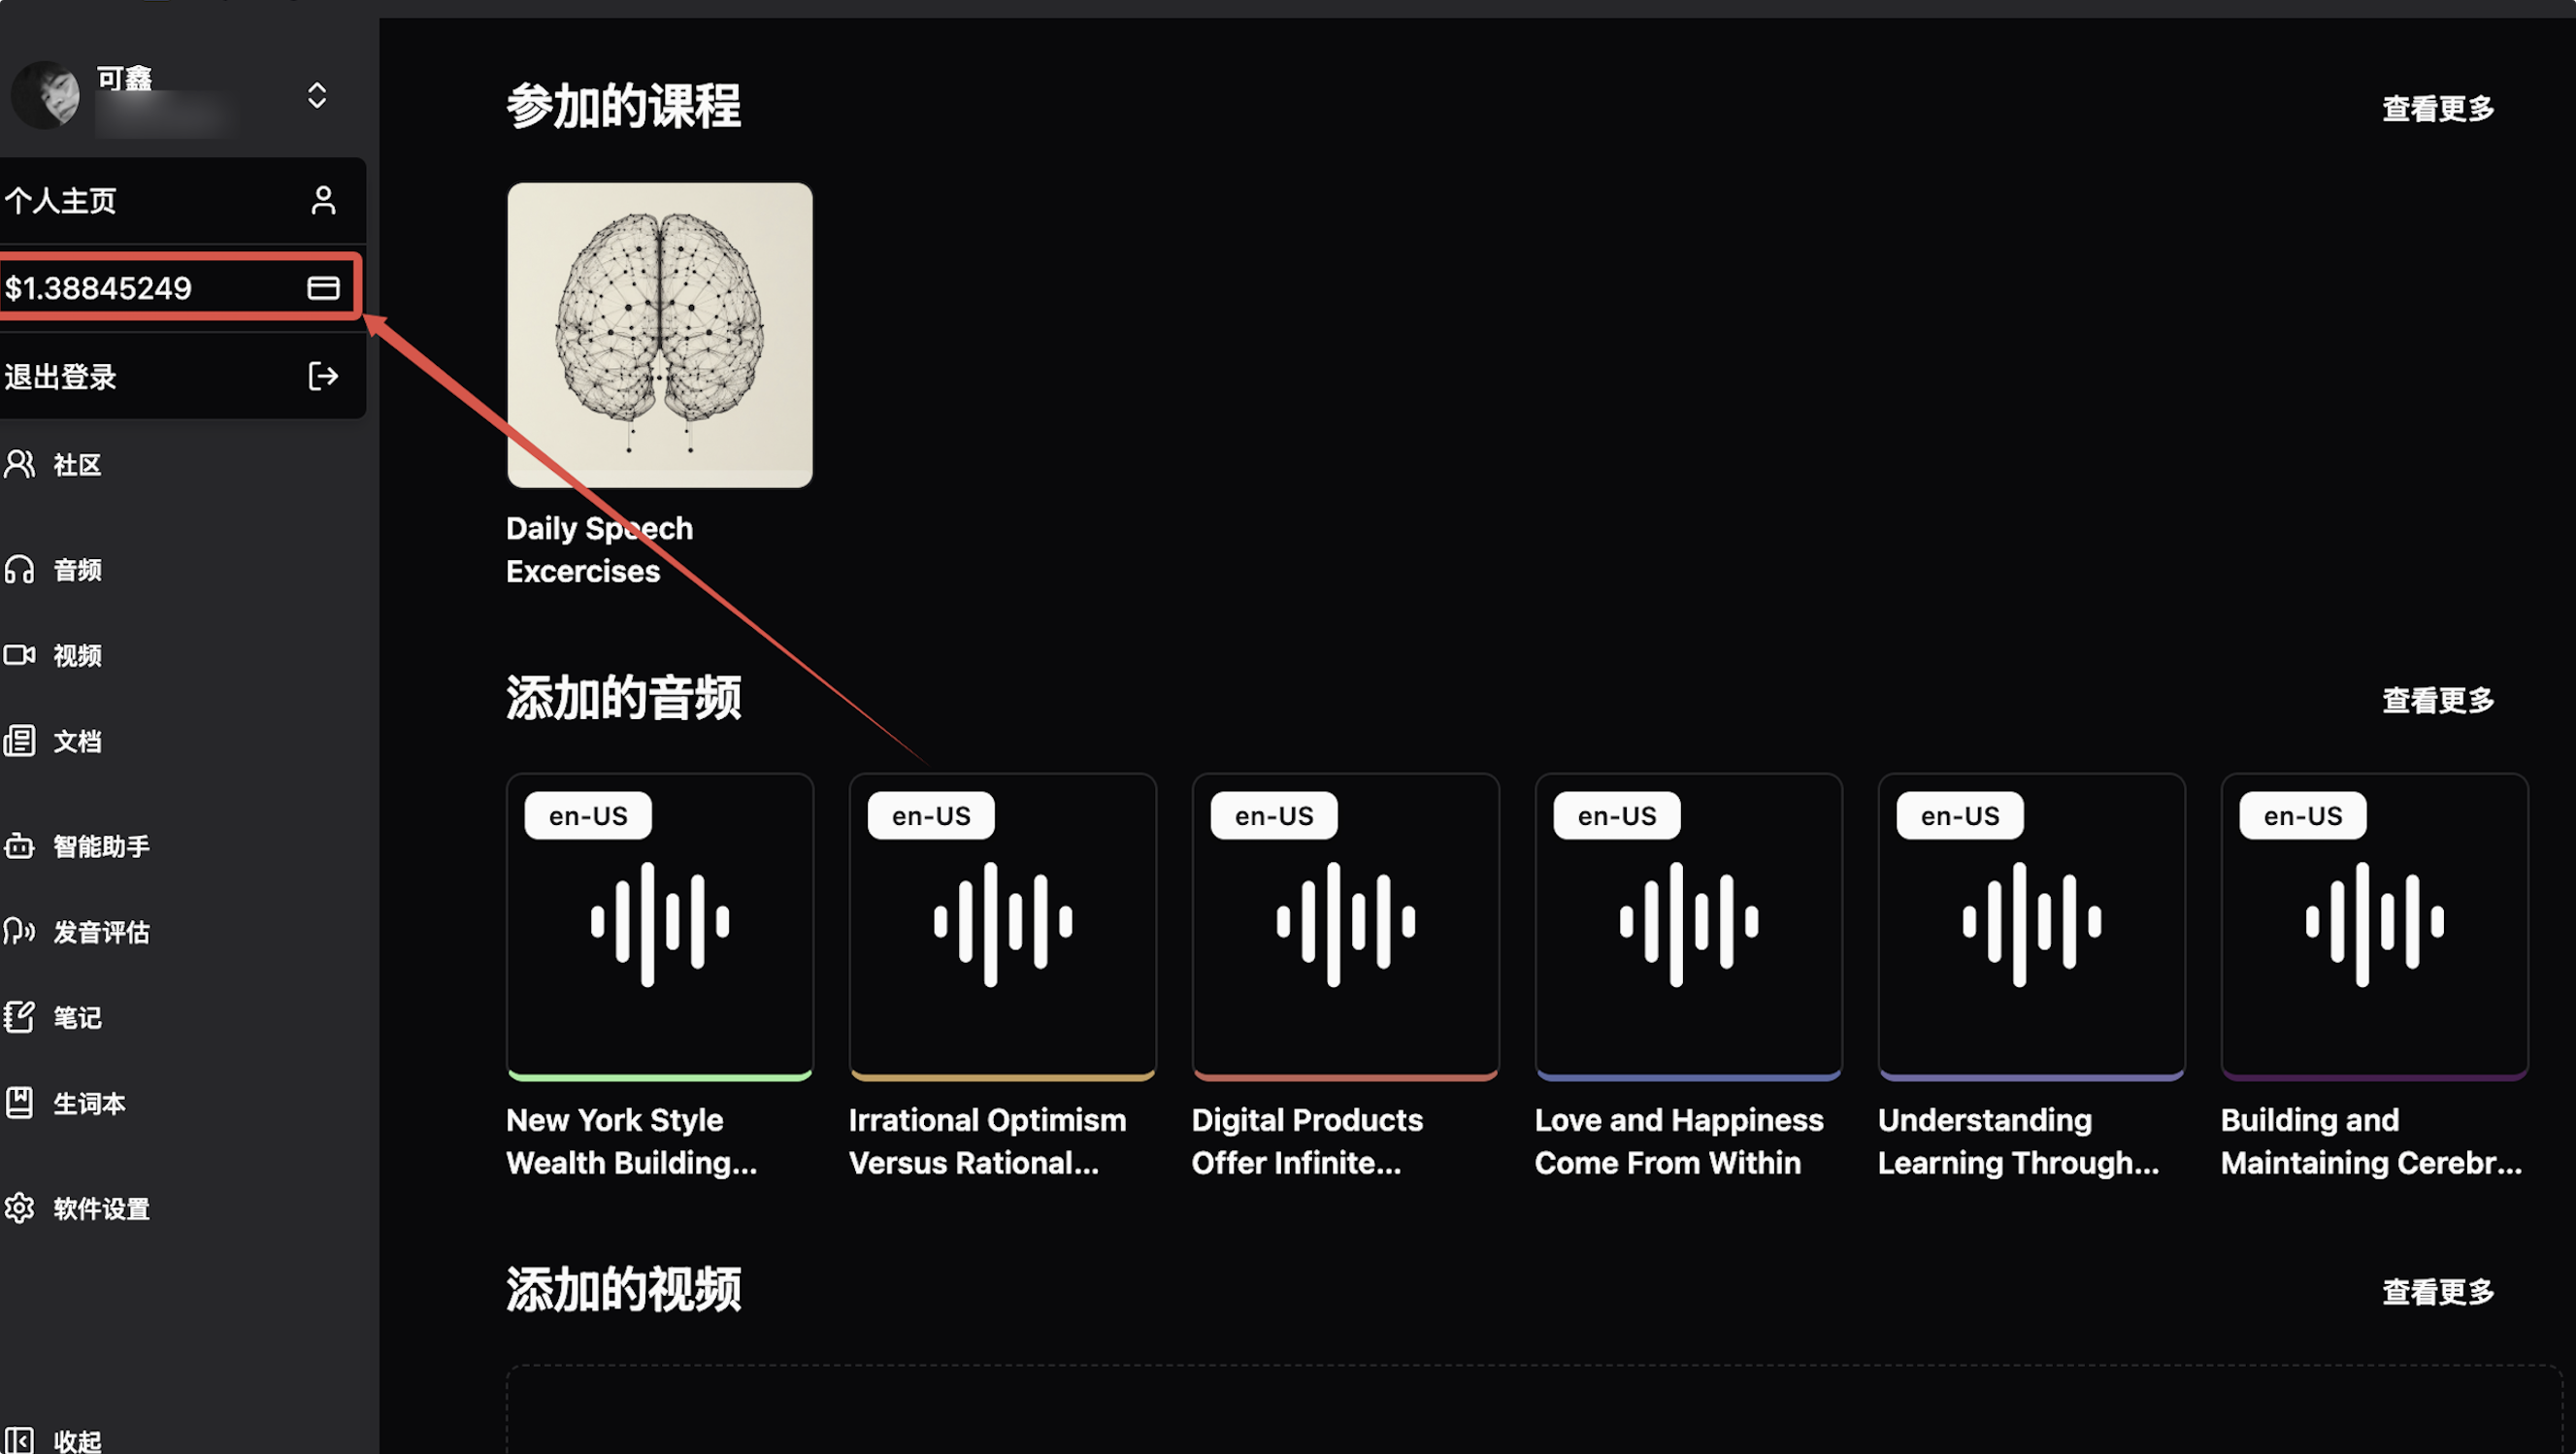 可鑫
个人主页
$1.38845249
退出登录
社区
音频
视频
文档
智能助手
发音评估
笔记
生词本
软件设置
收起
参加的课程
查看更多
Daily Speech
Excercises
添加的音频
查看更多
en-US
en-US
en-US
en-US
en-US
en-US
New York Style
Wealth Building...
Irrational Optimism
Versus Rational...
Digital Products
Offer Infinite...
Love and Happiness
Come From Within
Understanding
Learning Through...
Building and
Maintaining Cerebr...
添加的视频
查看更多